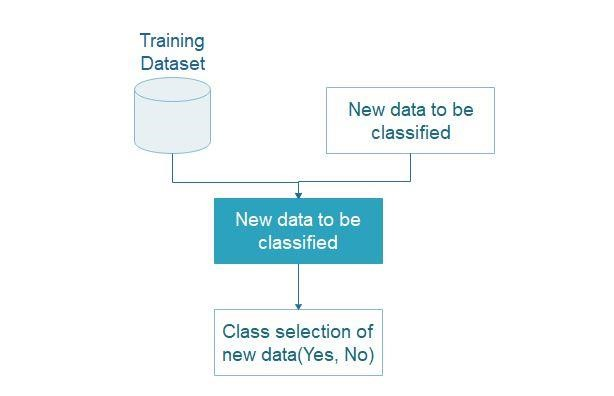 Training
Dataset
New data to be
classified
New data to be
classified
Class selection of
new data(Yes, No)